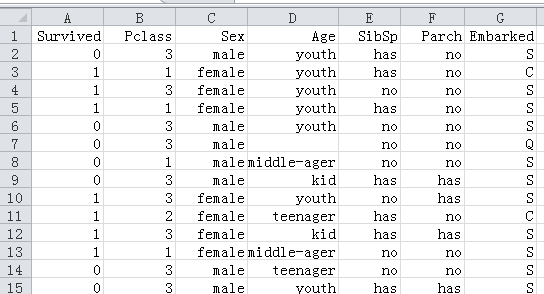 A B C D E F G
1 Survived Pclass Sex Age SibSp Parch Embarked
2 0 3 male youth has no S
3 1 1 female youth has no C
4 1 3 female youth no no S
5 1 1 female youth has no S
6 0 3 male youth no no S
7 0 3 male no no Q
8 0 1 male middle-ager no no S
9 0 3 male kid has has S
10 1 3 female youth no has S
11 1 2 female teenager has no C
12 1 3 female kid has has S
13 1 1 female middle-ager no no S
14 0 3 male teenager no no S
15 0 3 male youth has has S